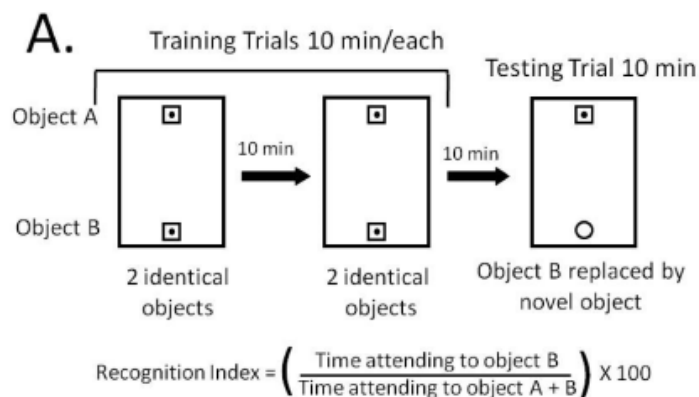 A.
Training Trials 10 min/each
Testing Trial 10 min
Object A
10 min
10 min
Object B
2 identical
objects
2 identical
objects
Object B replaced by
novel object
Recognition Index = ( Time attending to object B / Time attending to object A + B ) X 100